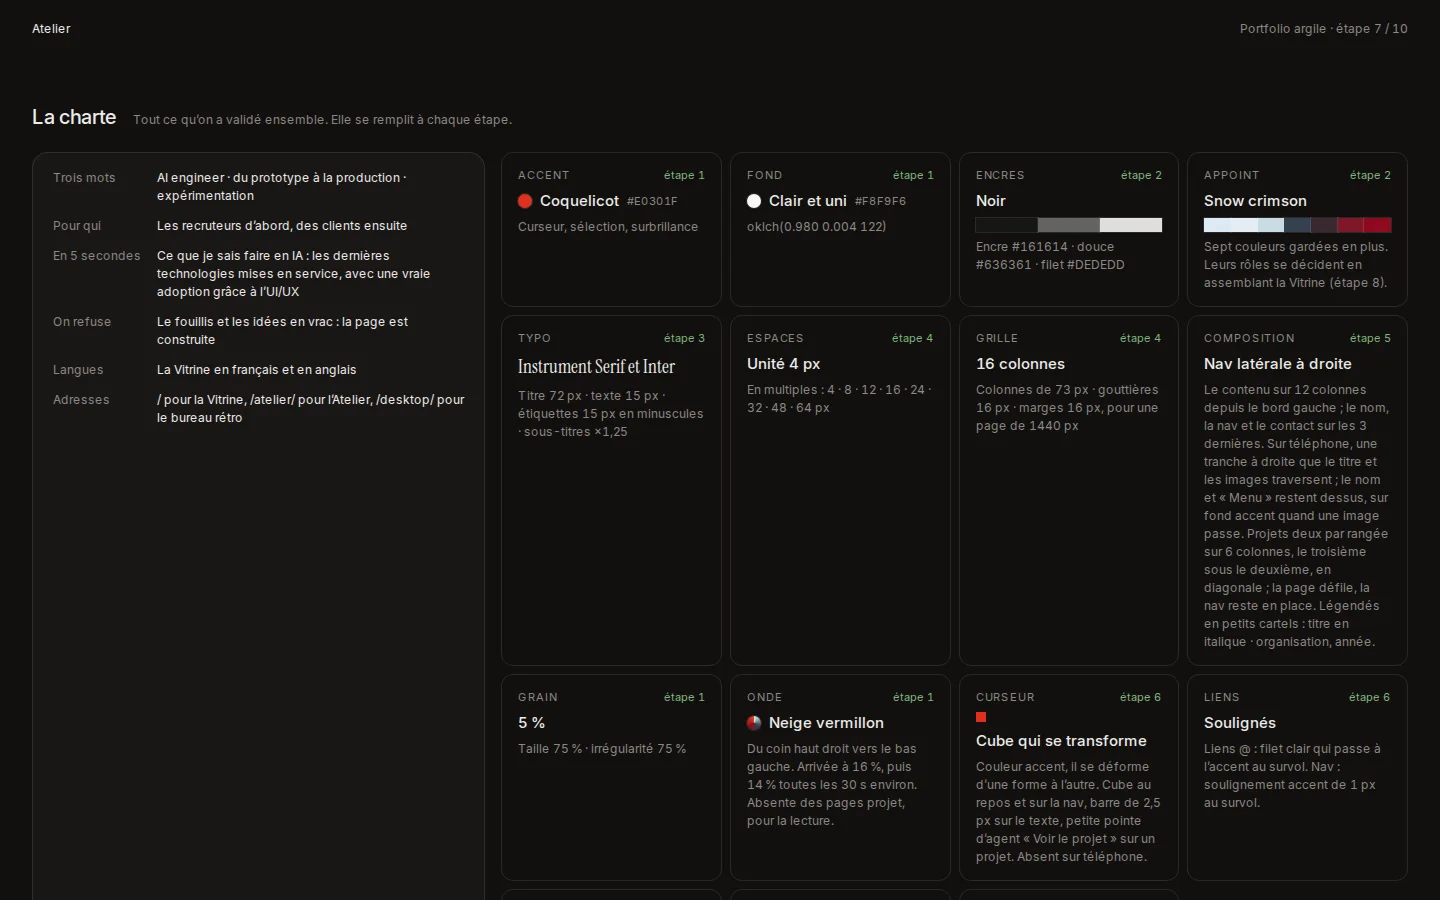 Atelier
Portfolio argile · étape 7 / 10
La charte
Tout ce qu’on a validé ensemble. Elle se remplit à chaque étape.
Trois mots
AI engineer · du prototype à la production ·
expérimentation
Pour qui
Les recruteurs d’abord, des clients ensuite
En 5 secondes
Ce que je sais faire en IA : les dernières
technologies mises en service, avec une vraie
adoption grâce à l’UI/UX
On refuse
Le fouillis et les idées en vrac : la page est
construite
Langues
La Vitrine en français et en anglais
Adresses
/ pour la Vitrine, /atelier/ pour l’Atelier, /desktop/ pour
le bureau rétro
ACCENT
étape 1
Coquelicot #E0301F
Curseur, sélection, surbrillance
FOND
étape 1
Clair et uni #F8F9F6
oklch(0.980 0.004 122)
ENCRES
étape 2
Noir
Encre #161614 · douce
#636361 · filet #DEDEDD
APPOINT
étape 2
Snow crimson
Sept couleurs gardées en plus.
Leurs rôles se décident en
assemblant la Vitrine (étape 8).
TYPO
étape 3
Instrument Serif et Inter
Titre 72 px · texte 15 px ·
étiquettes 15 px en minuscules
· sous-titres ×1,25
ESPACES
étape 4
Unité 4 px
En multiples : 4 · 8 · 12 · 16 · 24 ·
32 · 48 · 64 px
GRILLE
étape 4
16 colonnes
Colonnes de 73 px · gouttières
16 px · marges 16 px, pour une
page de 1440 px
COMPOSITION
étape 5
Nav latérale à droite
Le contenu sur 12 colonnes
depuis le bord gauche ; le nom,
la nav et le contact sur les 3
dernières. Sur téléphone, une
tranche à droite que le titre et
les images traversent ; le nom
et « Menu » restent dessus, sur
fond accent quand une image
passe. Projets deux par rangée
sur 6 colonnes, le troisième
sous le deuxième, en
diagonale ; la page défile, la
nav reste en place. Légendés
en petits cartels : titre en
italique · organisation, année.
GRAIN
étape 1
5 %
Taille 75 % · irrégularité 75 %
ONDE
étape 1
Neige vermillon
Du coin haut droit vers le bas
gauche. Arrivée à 16 %, puis
14 % toutes les 30 s environ.
Absente des pages projet,
pour la lecture.
CURSEUR
étape 6
Cube qui se transforme
Couleur accent, il se déforme
d’une forme à l’autre. Cube au
repos et sur la nav, barre de 2,5
px sur le texte, petite pointe
d’agent « Voir le projet » sur un
projet. Absent sur téléphone.
LIENS
étape 6
Soulignés
Liens @ : filet clair qui passe à
l’accent au survol. Nav :
soulignement accent de 1 px
au survol.